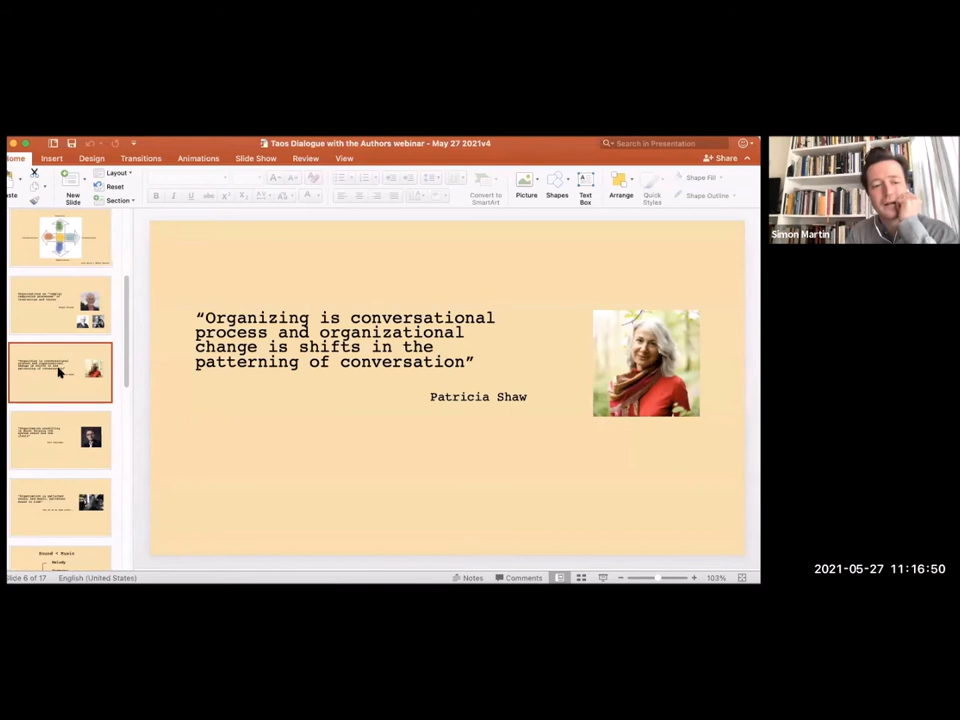 Taos Dialogue with the Authors webinar - May 27 2021v4
Search in Presentation
Home
Insert
Design
Transitions
Animations
Slide Show
Review
View
Share
New Slide
Layout
Reset
Section
Convert to SmartArt
Picture
Shapes
Text Box
Arrange
Quick Styles
Shape Fill
Shape Outline
“Organizing is conversational
process and organizational
change is shifts in the
patterning of conversation”
Patricia Shaw
Sound + Music
Melody
Slide 6 of 17
English (United States)
Notes
Comments
103%
Simon Martin
2021-05-27 11:16:50